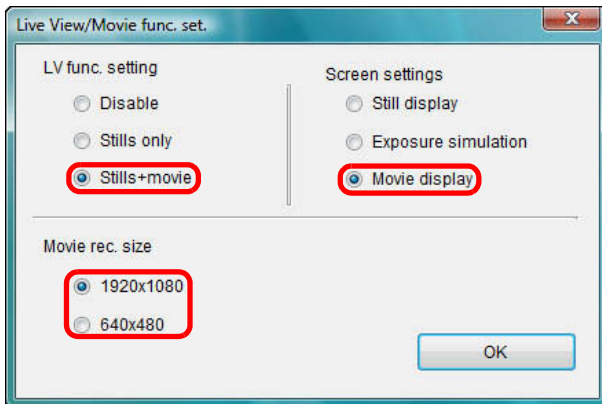 Live View/Movie func. set.
LV func. setting
Disable
Stills only
Stills+movie
Screen settings
Still display
Exposure simulation
Movie display
Movie rec. size
1920x1080
640x480
OK